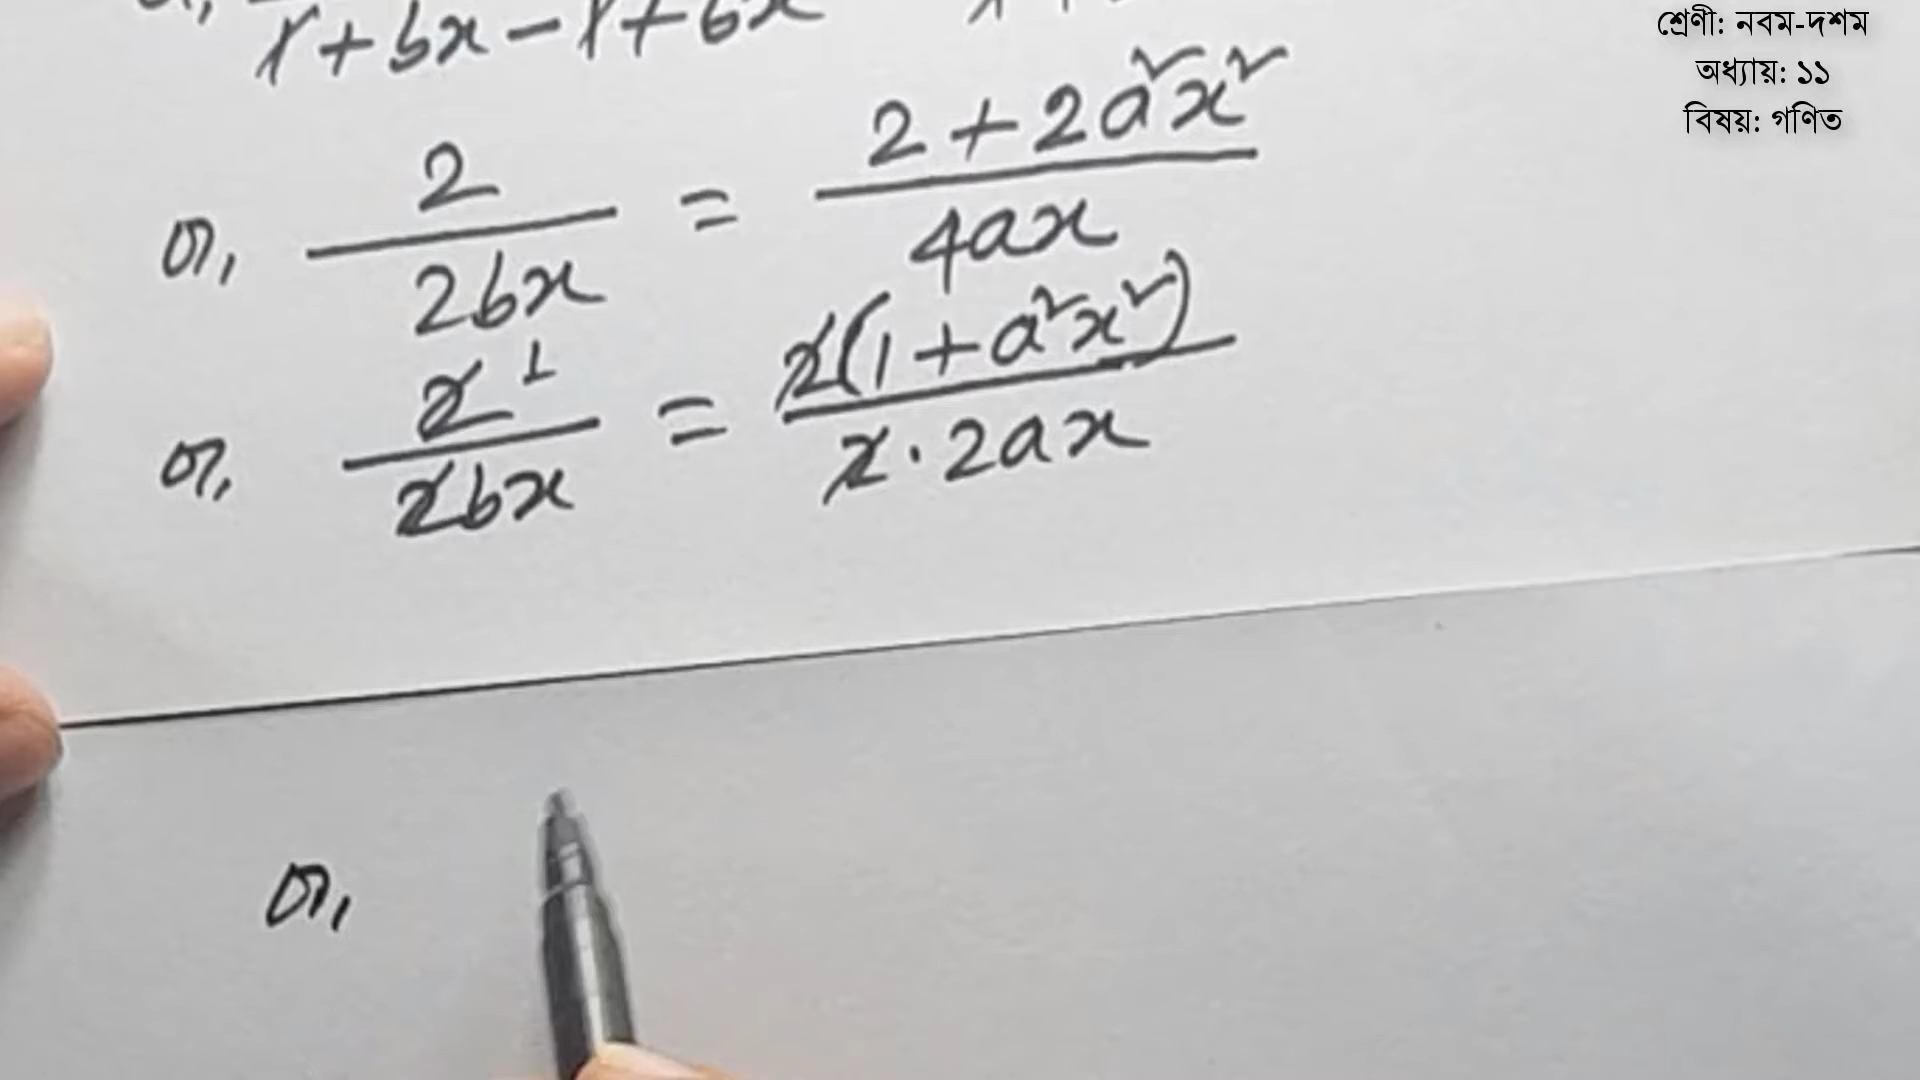 শ্রেণী: নবম-দশম
অধ্যায়: ১১
বিষয়: গণিত
1 + bx - 1 + bx
বা, 2/2bx = (2 + 2a²x²)/4ax
বা, 2 1/2bx = 2(1 + a²x²)/2 · 2ax
বা,